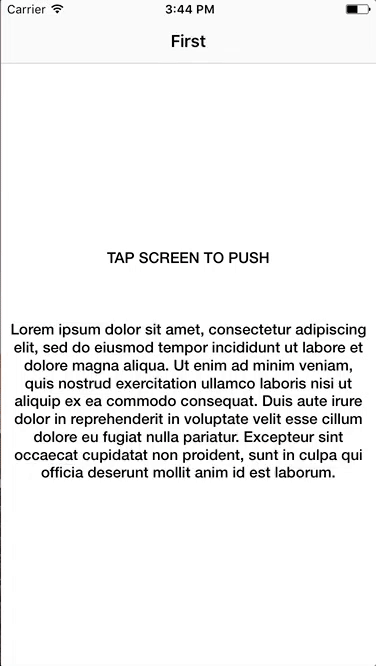 Carrier 3:44 PM
First
TAP SCREEN TO PUSH
Lorem ipsum dolor sit amet, consectetur adipiscing
elit, sed do eiusmod tempor incididunt ut labore et
dolore magna aliqua. Ut enim ad minim veniam,
quis nostrud exercitation ullamco laboris nisi ut
aliquip ex ea commodo consequat. Duis aute irure
dolor in reprehenderit in voluptate velit esse cillum
dolore eu fugiat nulla pariatur. Excepteur sint
occaecat cupidatat non proident, sunt in culpa qui
officia deserunt mollit anim id est laborum.